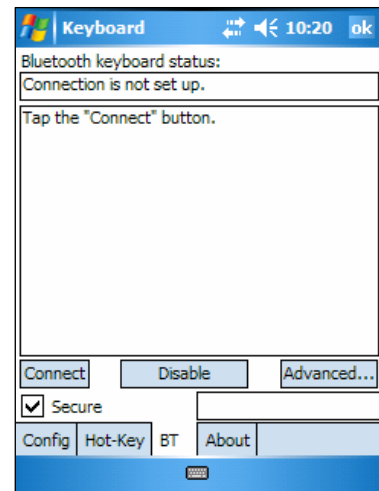 Keyboard 10:20 ok
Bluetooth keyboard status:
Connection is not set up.
Tap the "Connect" button.
Connect Disable Advanced...
Secure
Config Hot-Key BT About